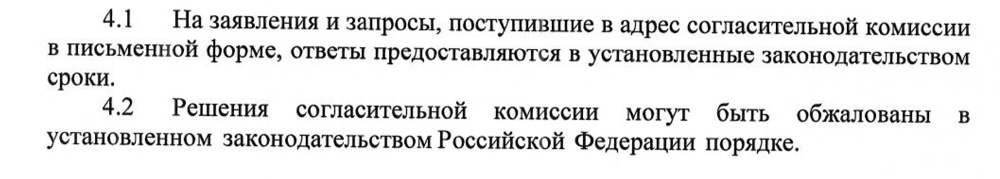 4.1 На заявления и запросы, поступившие в адрес согласительной комиссии
в письменной форме, ответы предоставляются в установленные законодательством
сроки.
4.2 Решения согласительной комиссии могут быть обжалованы в
установленном законодательством Российской Федерации порядке.